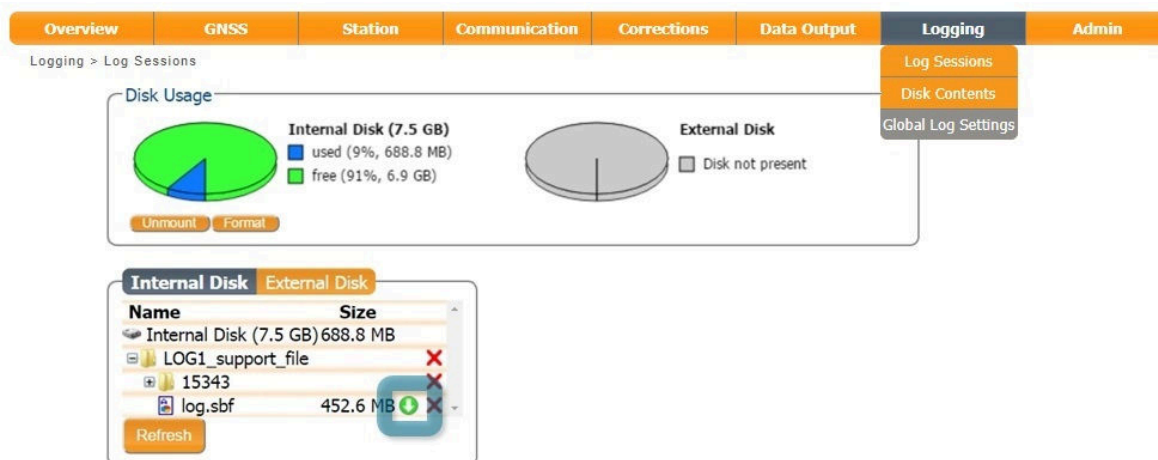 Overview GNSS Station Communication Corrections Data Output Logging Admin
Logging > Log Sessions
Log Sessions
Disk Contents
Global Log Settings
Disk Usage
Internal Disk (7.5 GB)
used (9%, 688.8 MB)
free (91%, 6.9 GB)
Unmount Format
External Disk
Disk not present
Internal Disk External Disk
Name Size
Internal Disk (7.5 GB) 688.8 MB
LOG1_support_file
15343
log.sbf 452.6 MB
Refresh